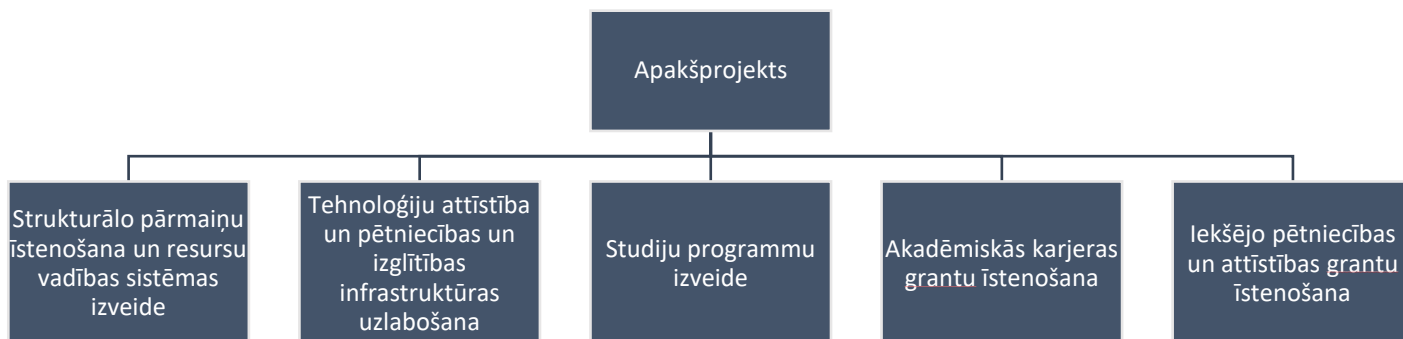 Apakšprojekts
Strukturālo pārmaiņu
īstenošana un resursu
vadības sistēmas
izveide
Tehnoloģiju attīstība
un pētniecības un
izglītības
infrastruktūras
uzlabošana
Studiju programmu
izveide
Akadēmiskās karjeras
grantu īstenošana
Iekšējo pētniecības
un attīstības grantu
īstenošana